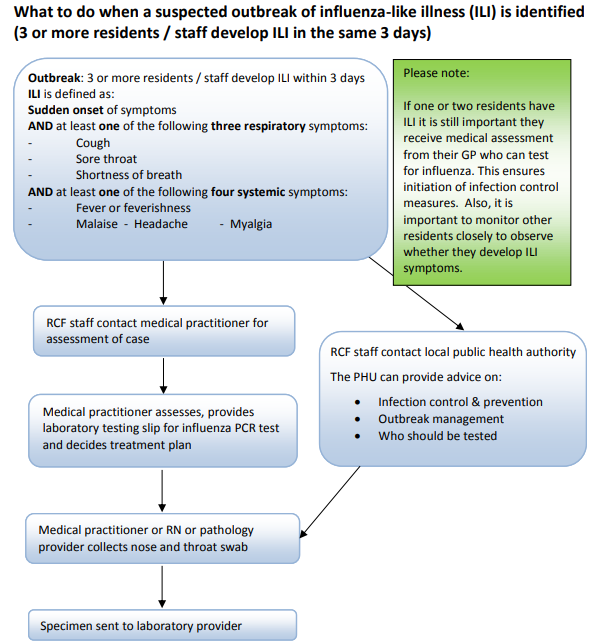 What to do when a suspected outbreak of influenza-like illness (ILI) is identified
(3 or more residents / staff develop ILI in the same 3 days)
Outbreak: 3 or more residents / staff develop ILI within 3 days
ILI is defined as:
Sudden onset of symptoms
AND at least one of the following three respiratory symptoms:
- Cough
- Sore throat
- Shortness of breath
AND at least one of the following four systemic symptoms:
- Fever or feverishness
- Malaise - Headache - Myalgia
Please note:
If one or two residents have
ILI it is still important they
receive medical assessment
from their GP who can test
for influenza. This ensures
initiation of infection control
measures. Also, it is
important to monitor other
residents closely to observe
whether they develop ILI
symptoms.
RCF staff contact medical practitioner for
assessment of case
RCF staff contact local public health authority
The PHU can provide advice on:
• Infection control & prevention
• Outbreak management
• Who should be tested
Medical practitioner assesses, provides
laboratory testing slip for influenza PCR test
and decides treatment plan
Medical practitioner or RN or pathology
provider collects nose and throat swab
Specimen sent to laboratory provider